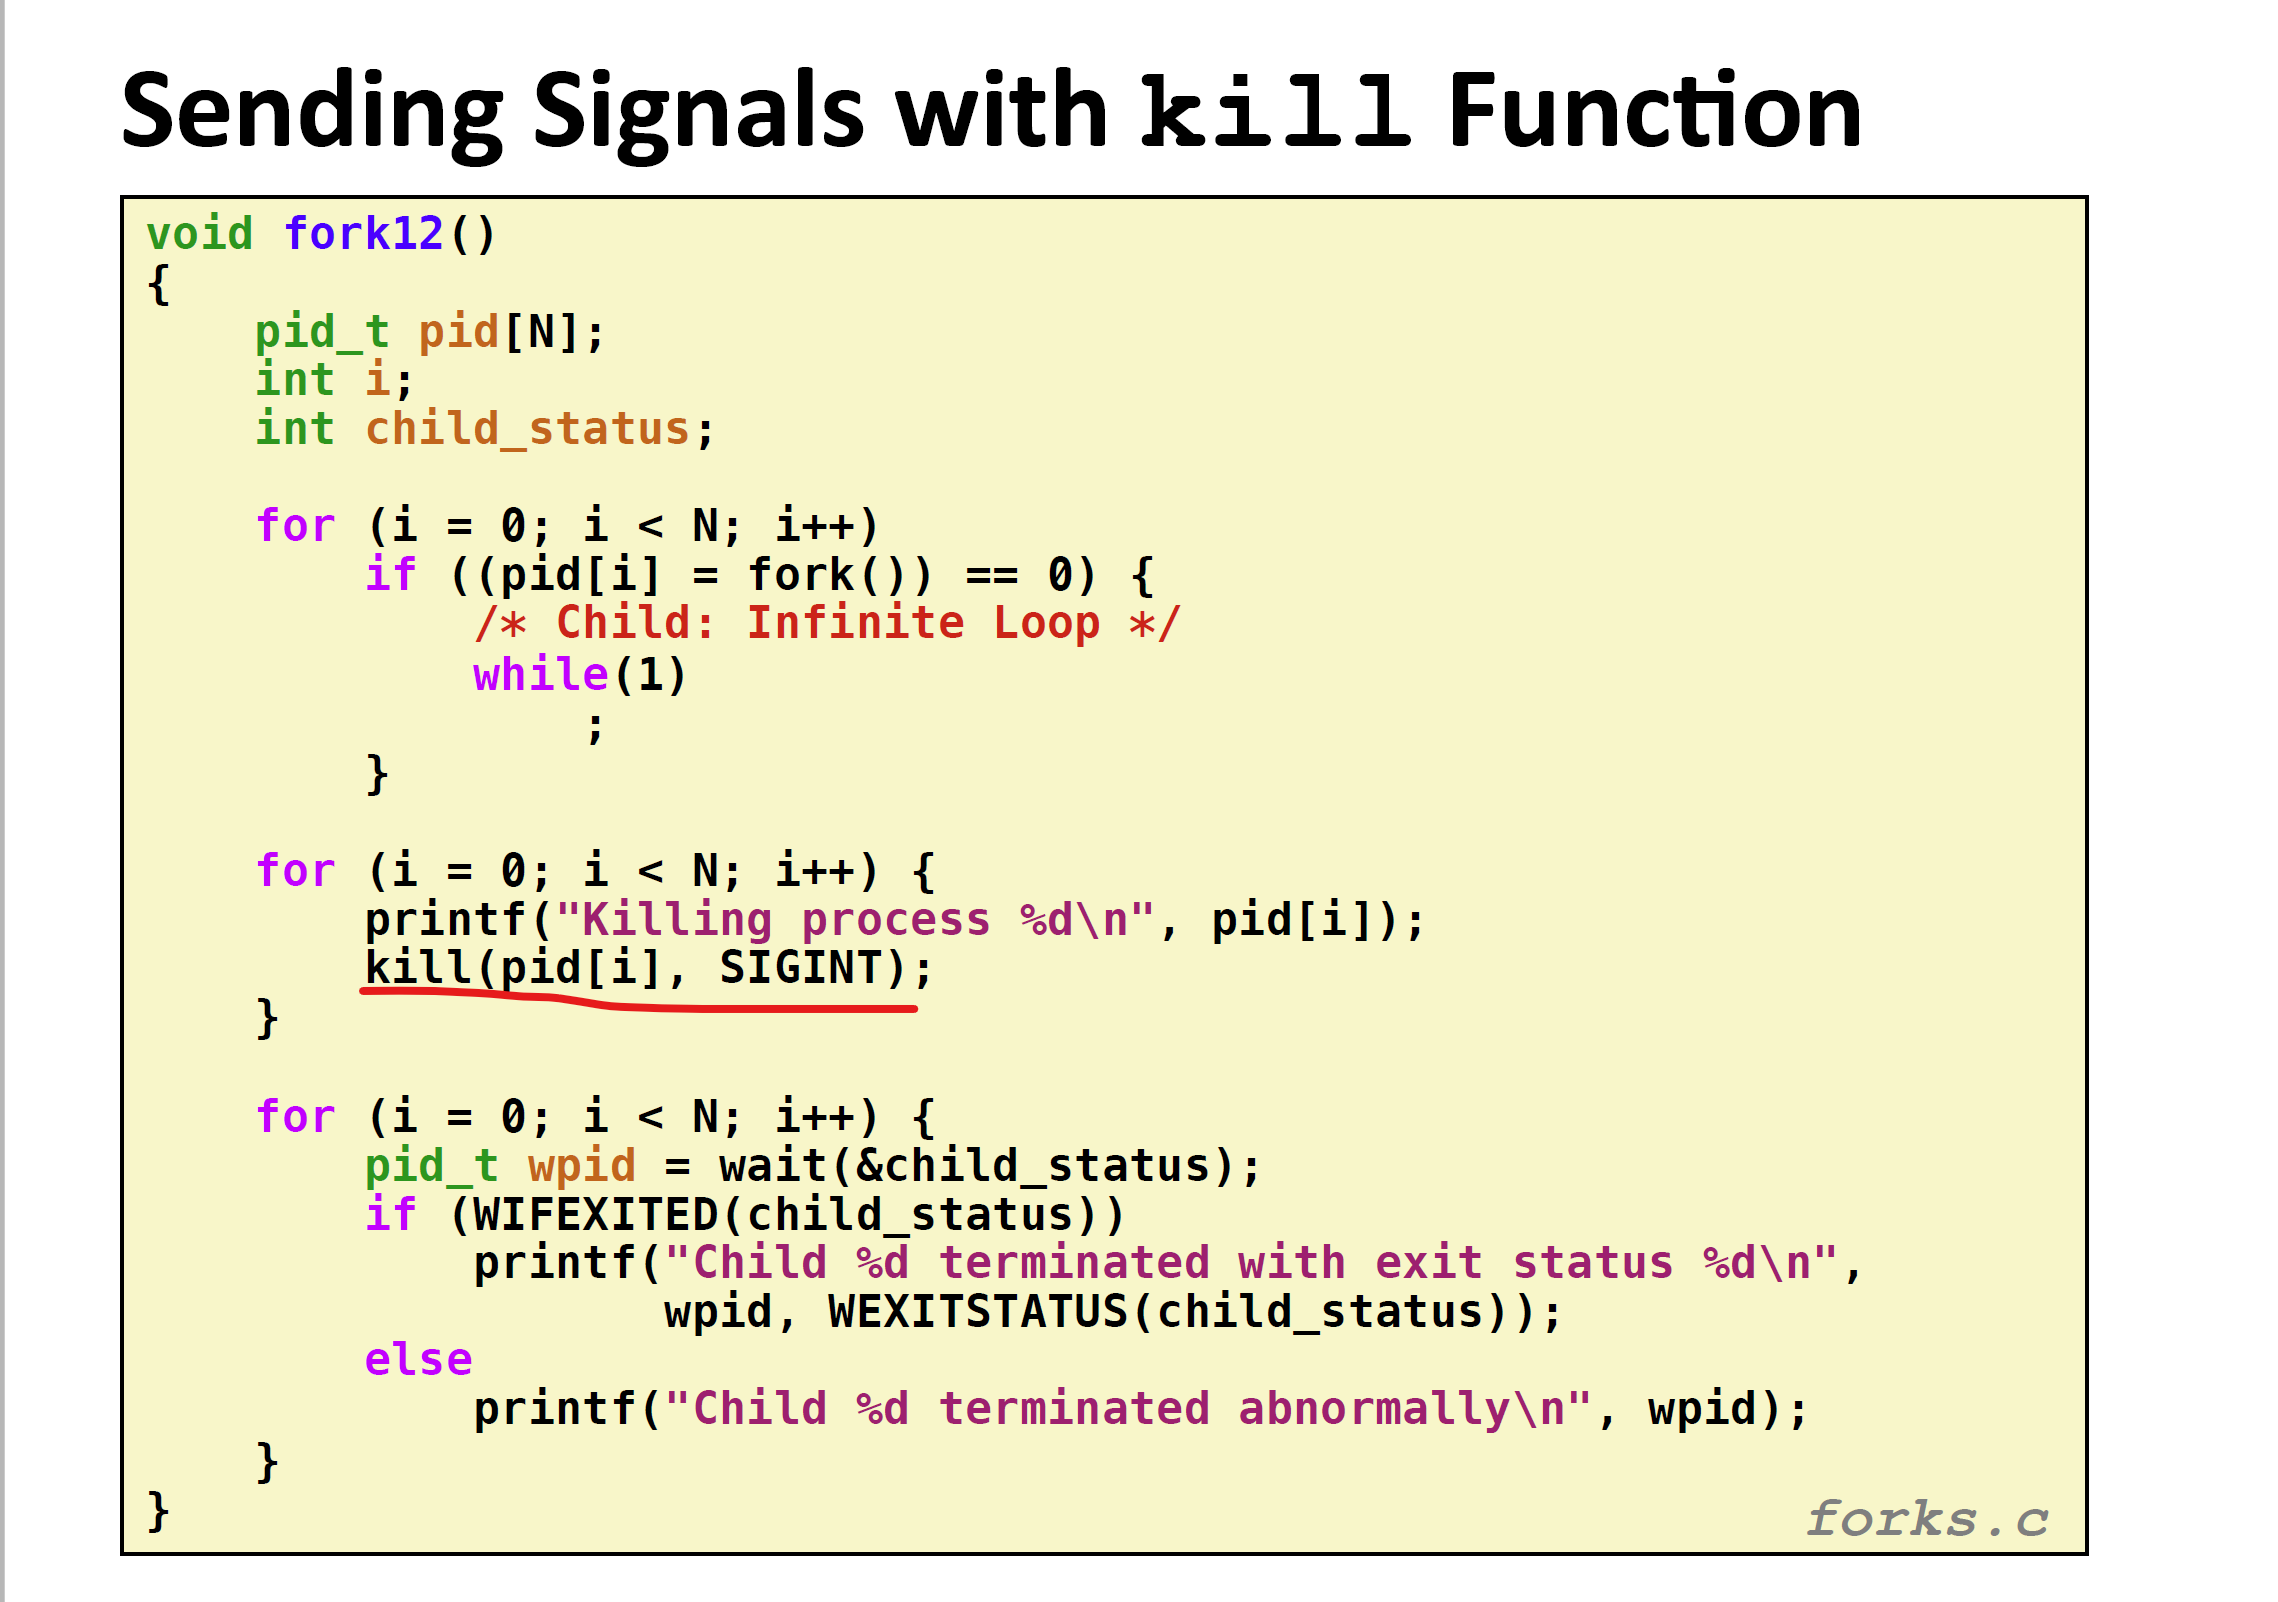 Sending Signals with kill Function
void fork12()
{
    pid_t pid[N];
    int i;
    int child_status;
    for (i = 0; i < N; i++)
        if ((pid[i] = fork()) == 0) {
            /* Child: Infinite Loop */
            while(1)
                ;
        }
    for (i = 0; i < N; i++) {
        printf("Killing process %d\n", pid[i]);
        kill(pid[i], SIGINT);
    }
    for (i = 0; i < N; i++) {
        pid_t wpid = wait(&child_status);
        if (WIFEXITED(child_status))
            printf("Child %d terminated with exit status %d\n",
                   wpid, WEXITSTATUS(child_status));
        else
            printf("Child %d terminated abnormally\n", wpid);
    }
}
forks.c